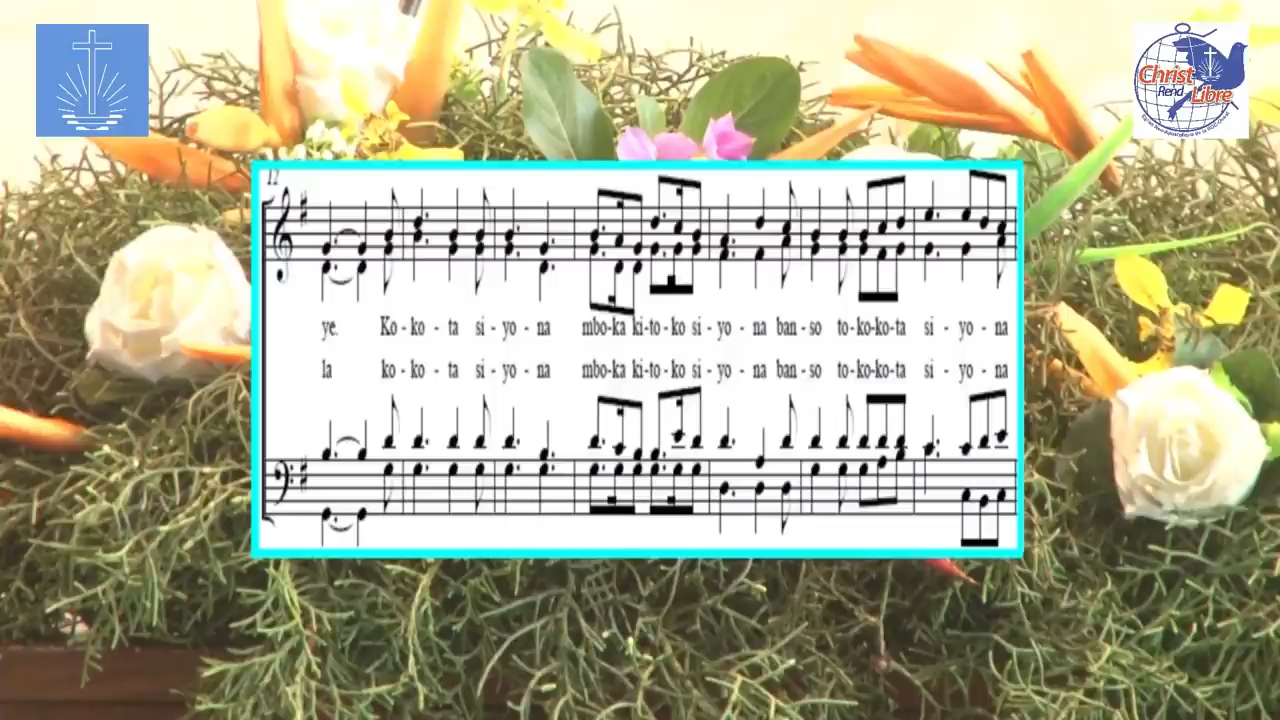 Christ
Rend
Libre
ye. Ko - ko - ta si - yo - na mbo-ka ki-to-ko si - yo - na ban - so to-ko-ko-ta si - yo - na
la ko - ko - ta si - yo - na mbo-ka ki-to-ko si - yo - na ban - so to-ko-ko-ta si - yo - na